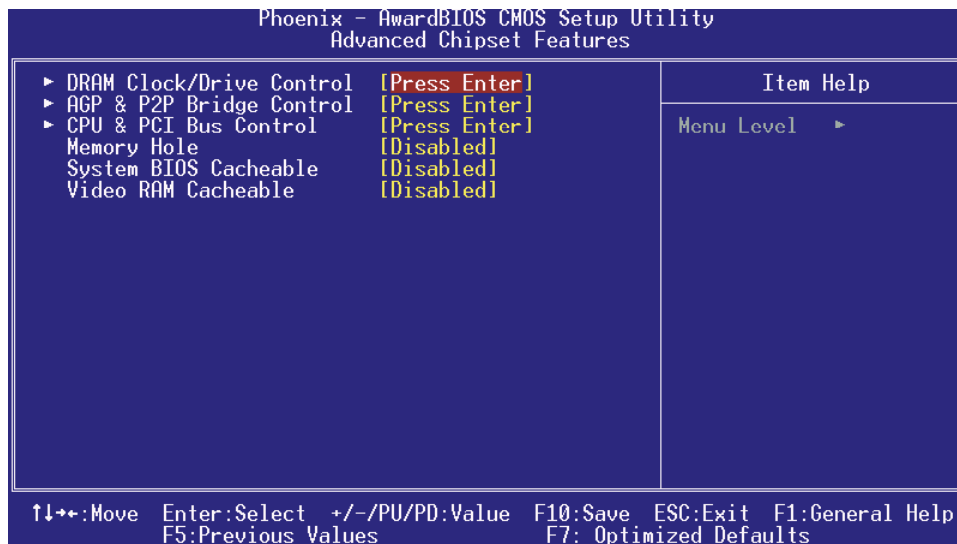 Phoenix - AwardBIOS CMOS Setup Utility
Advanced Chipset Features
► DRAM Clock/Drive Control [Press Enter]
► AGP & P2P Bridge Control [Press Enter]
► CPU & PCI Bus Control [Press Enter]
Memory Hole [Disabled]
System BIOS Cacheable [Disabled]
Video RAM Cacheable [Disabled]
Item Help
Menu Level ►
↑↓→←:Move Enter:Select +/-/PU/PD:Value F10:Save ESC:Exit F1:General Help
F5:Previous Values F7: Optimized Defaults